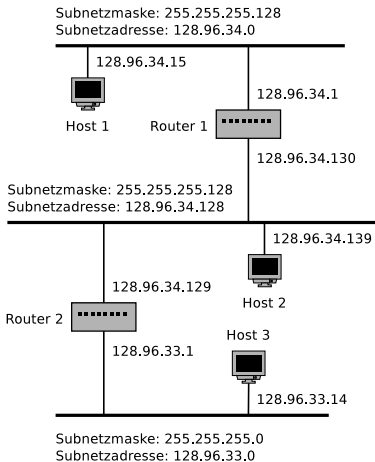 Subnetzmaske: 255.255.255.128
Subnetzadresse: 128.96.34.0
128.96.34.15
128.96.34.1
Host 1
Router 1
128.96.34.130
Subnetzmaske: 255.255.255.128
Subnetzadresse: 128.96.34.128
128.96.34.139
128.96.34.129
Host 2
Router 2
Host 3
128.96.33.1
128.96.33.14
Subnetzmaske: 255.255.255.0
Subnetzadresse: 128.96.33.0